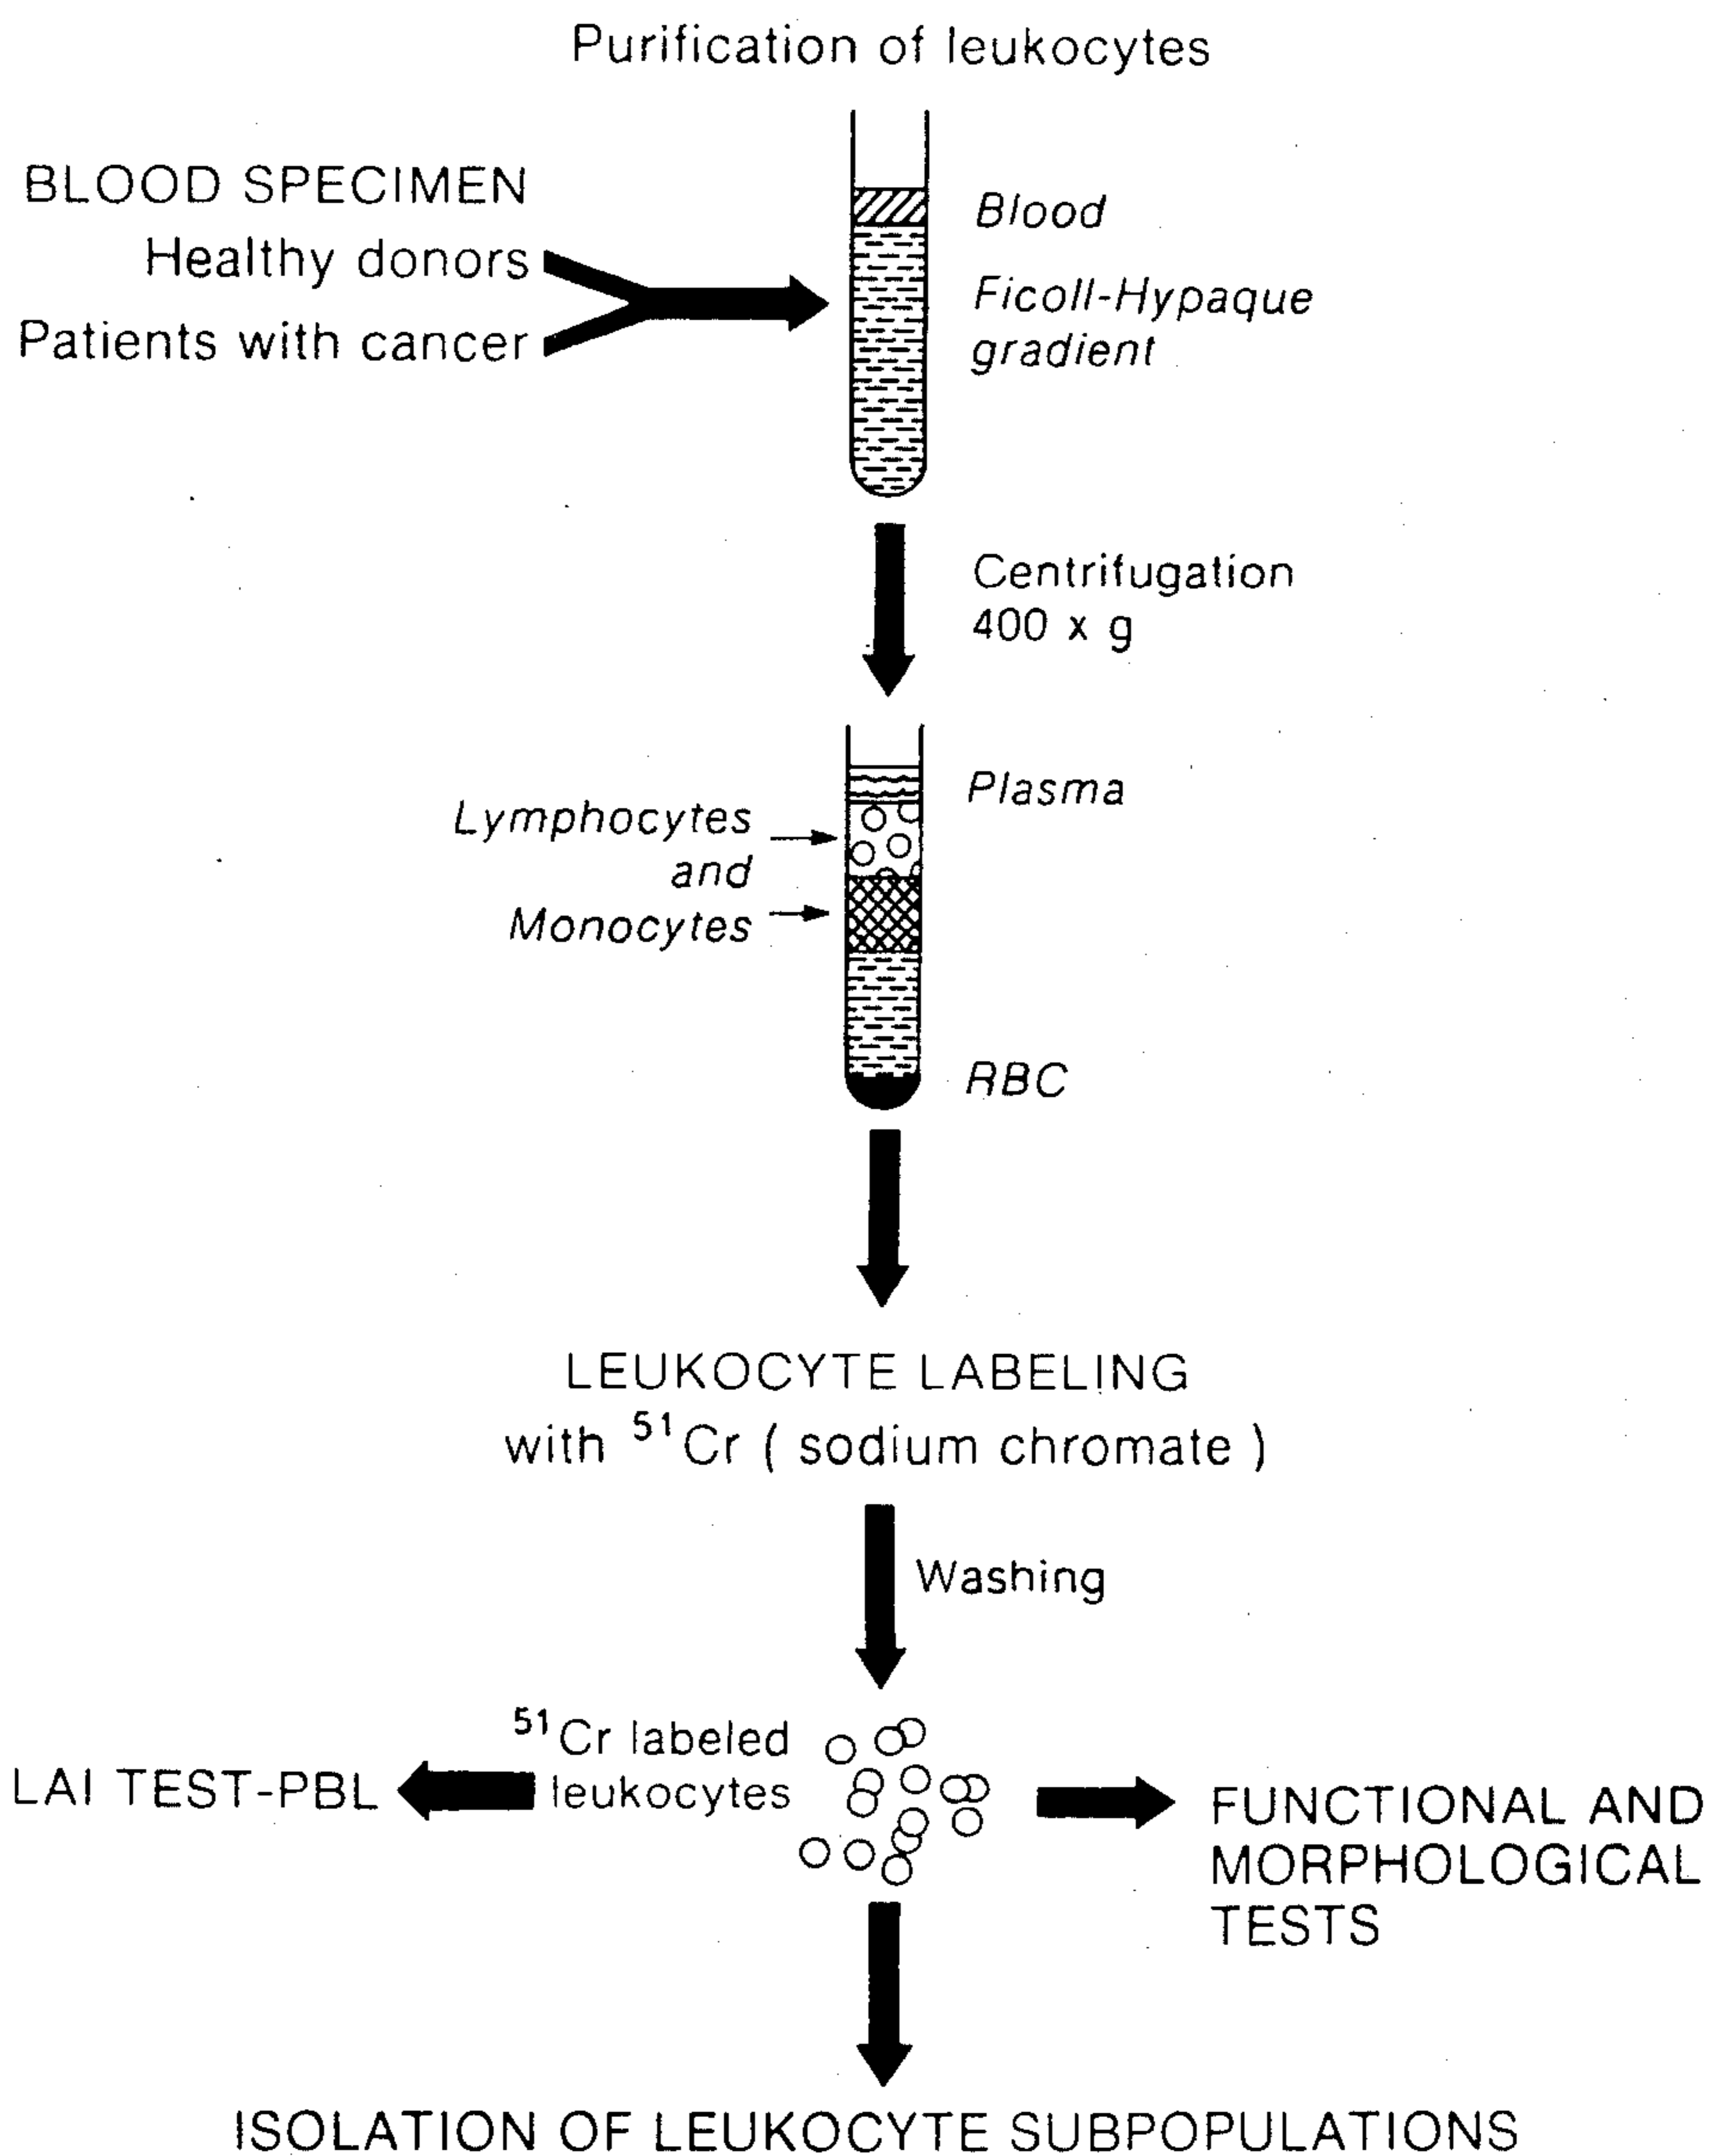 Purification of leukocytes
BLOOD SPECIMEN
Healthy donors
Patients with cancer
Blood
Ficoll-Hypaque
gradient
Centrifugation
400 x g
Plasma
Lymphocytes
and
Monocytes
RBC
LEUKOCYTE LABELING
with ⁵¹Cr ( sodium chromate )
Washing
⁵¹Cr labeled
leukocytes
LAI TEST-PBL
FUNCTIONAL AND
MORPHOLOGICAL
TESTS
ISOLATION OF LEUKOCYTE SUBPOPULATIONS